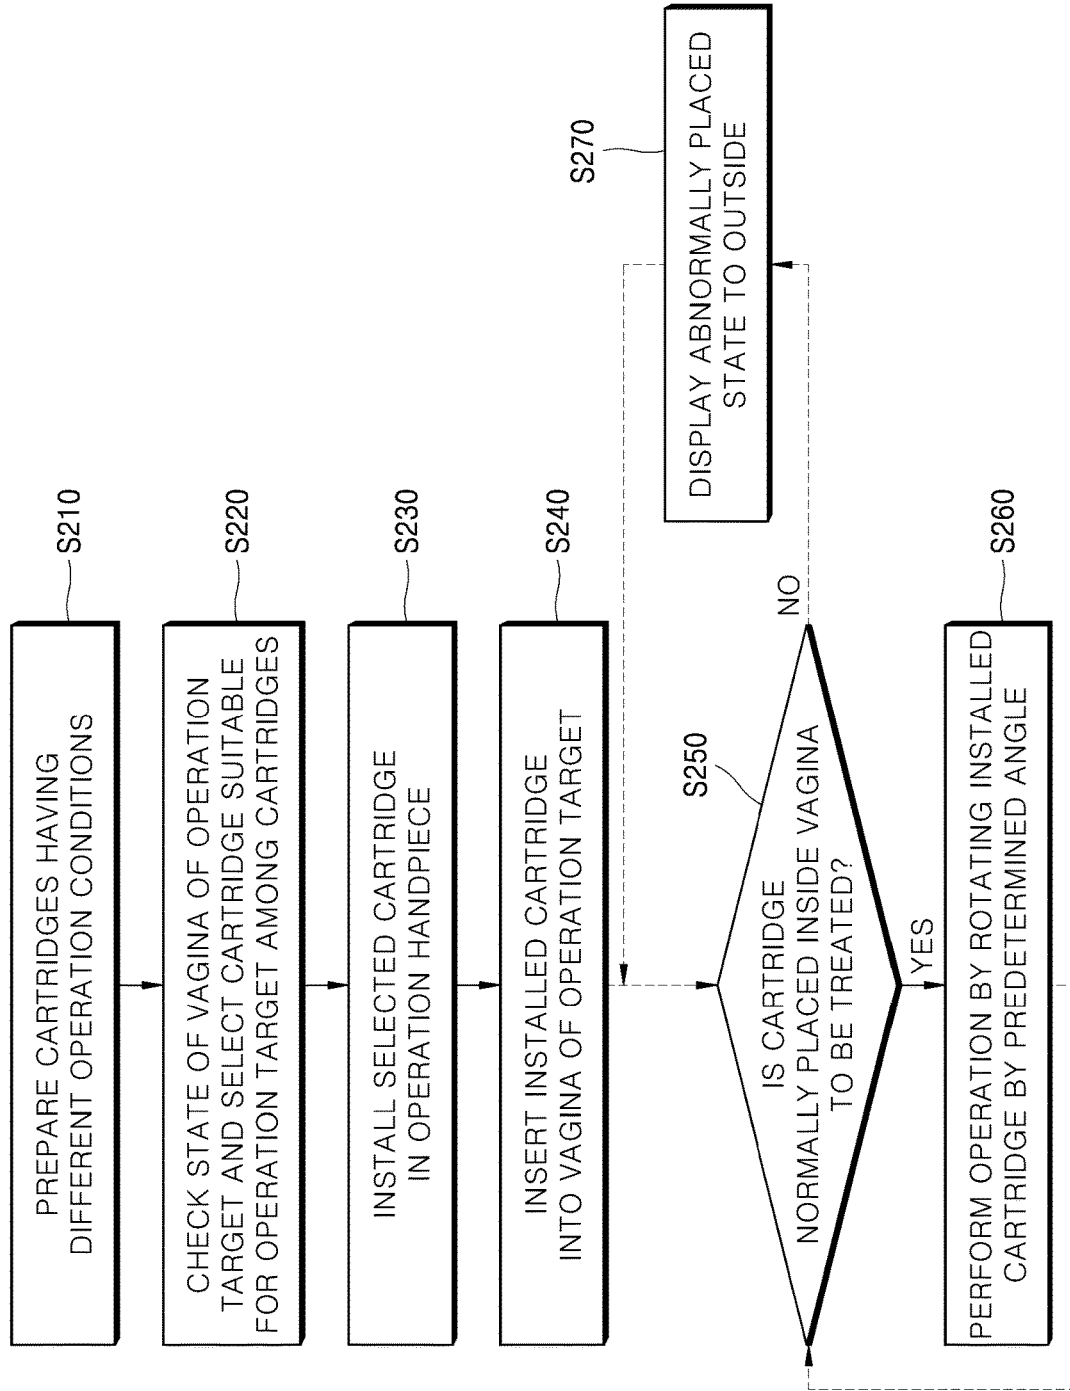 S210
PREPARE CARTRIDGES HAVING
DIFFERENT OPERATION CONDITIONS
S220
CHECK STATE OF VAGINA OF OPERATION
TARGET AND SELECT CARTRIDGE SUITABLE
FOR OPERATION TARGET AMONG CARTRIDGES
S230
INSTALL SELECTED CARTRIDGE
IN OPERATION HANDPIECE
S240
INSERT INSTALLED CARTRIDGE
INTO VAGINA OF OPERATION TARGET
S250
IS CARTRIDGE
NORMALLY PLACED INSIDE VAGINA
TO BE TREATED?
NO
S270
DISPLAY ABNORMALLY PLACED
STATE TO OUTSIDE
YES
S260
PERFORM OPERATION BY ROTATING INSTALLED
CARTRIDGE BY PREDETERMINED ANGLE